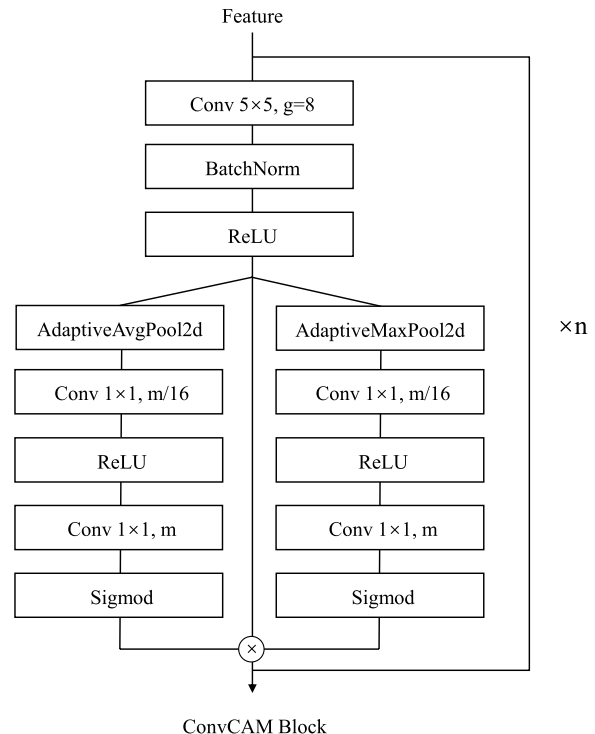 Feature
Conv 5×5, g=8
BatchNorm
ReLU
AdaptiveAvgPool2d
AdaptiveMaxPool2d
×n
Conv 1×1, m/16
Conv 1×1, m/16
ReLU
ReLU
Conv 1×1, m
Conv 1×1, m
Sigmod
Sigmod
×
ConvCAM Block